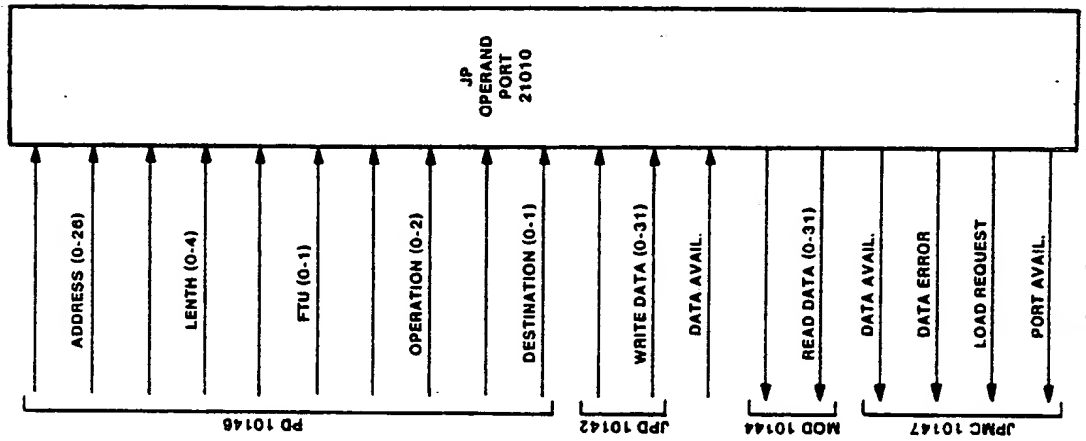 JP
OPERAND
PORT
21010
ADDRESS (0-26)
LENTH (0-4)
FTU (0-1)
OPERATION (0-2)
DESTINATION (0-1)
WRITE DATA (0-31)
DATA AVAIL.
READ DATA (0-31)
DATA AVAIL.
DATA ERROR
LOAD REQUEST
PORT AVAIL.
PD 10146
JPD 10142
MOD 10144
JPMC 10147